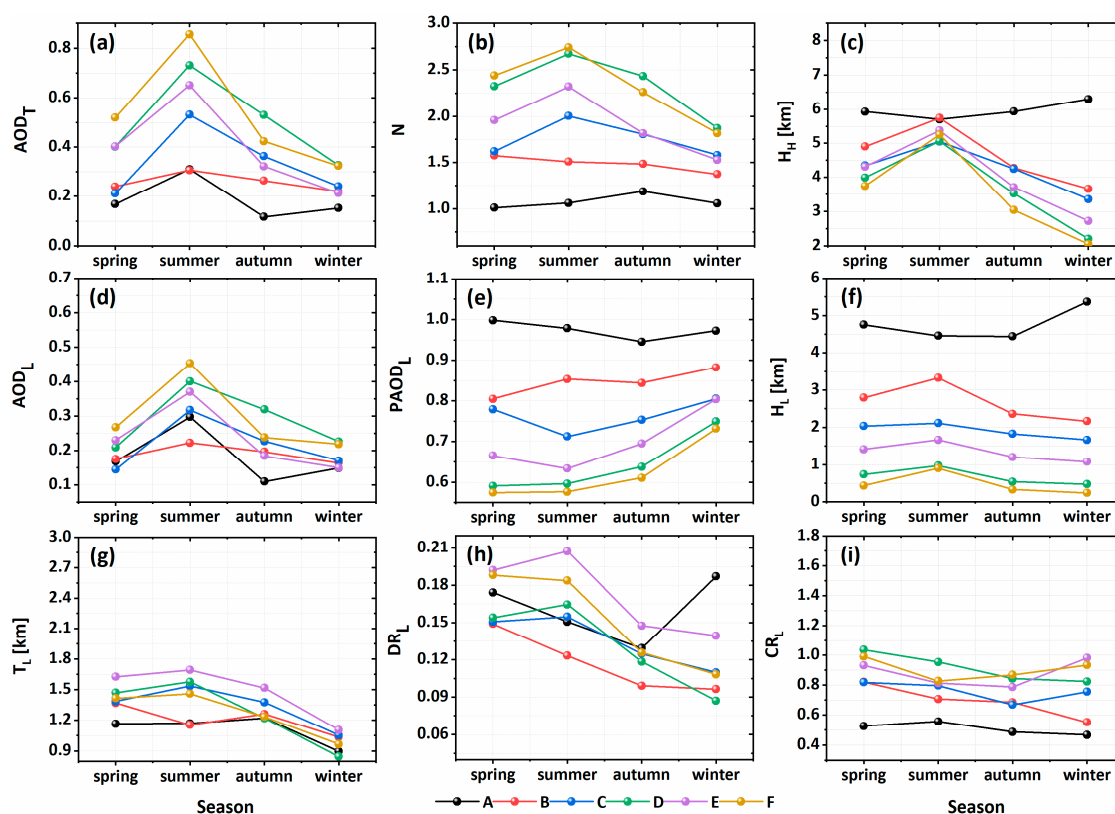 (a)
AOD_T
0.8
0.6
0.4
0.2
0.0
spring summer autumn winter
(b)
N
3.0
2.5
2.0
1.5
1.0
spring summer autumn winter
(c)
H_H [km]
8
7
6
5
4
3
2
spring summer autumn winter
(d)
AOD_L
0.7
0.6
0.5
0.4
0.3
0.2
0.1
spring summer autumn winter
(e)
PAOD_L
1.0
0.9
0.8
0.7
0.6
spring summer autumn winter
(f)
H_L [km]
6
5
4
3
2
1
0
spring summer autumn winter
(g)
T_L [km]
3.0
2.7
2.4
2.1
1.8
1.5
1.2
0.9
spring summer autumn winter
Season
(h)
DR_L
0.21
0.18
0.15
0.12
0.09
0.06
spring summer autumn winter
A B C D E F
(i)
CR_L
1.8
1.6
1.4
1.2
1.0
0.8
0.6
0.4
spring summer autumn winter
Season